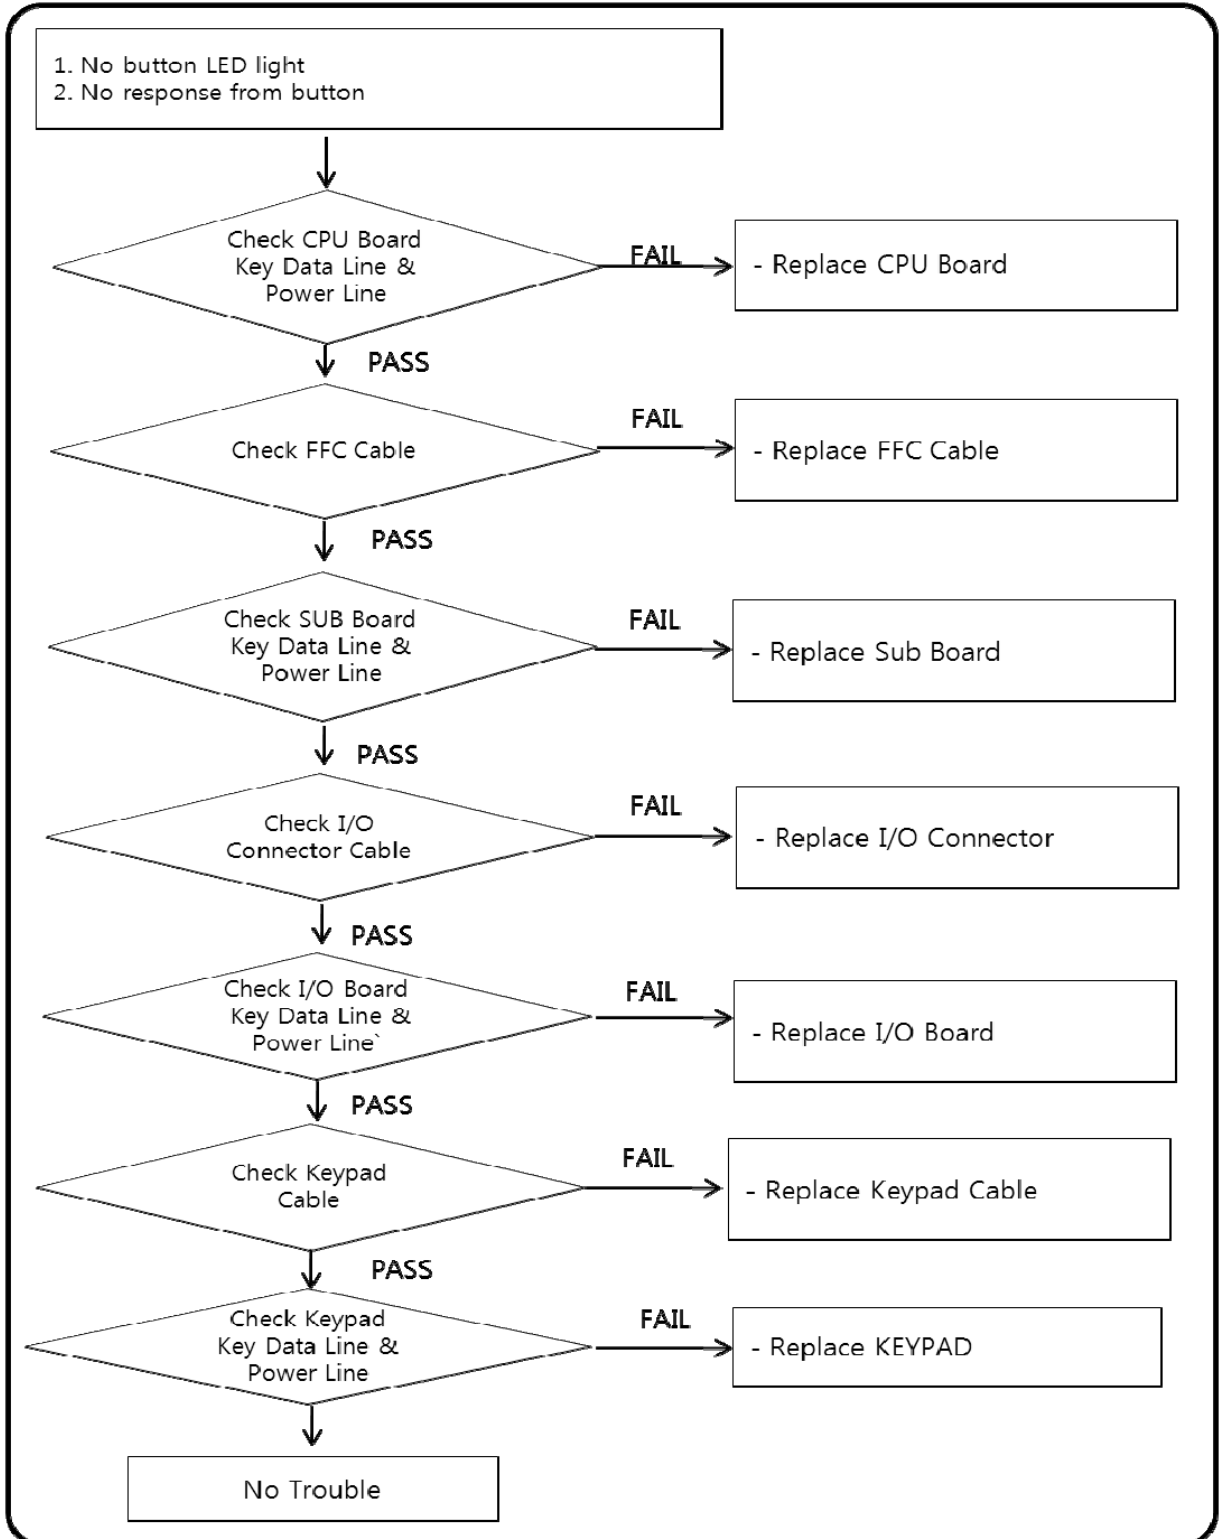 1. No button LED light
2. No response from button
Check CPU Board
Key Data Line &
Power Line
FAIL
- Replace CPU Board
PASS
Check FFC Cable
FAIL
- Replace FFC Cable
PASS
Check SUB Board
Key Data Line &
Power Line
FAIL
- Replace Sub Board
PASS
Check I/O
Connector Cable
FAIL
- Replace I/O Connector
PASS
Check I/O Board
Key Data Line &
Power Line`
FAIL
- Replace I/O Board
PASS
Check Keypad
Cable
FAIL
- Replace Keypad Cable
PASS
Check Keypad
Key Data Line &
Power Line
FAIL
- Replace KEYPAD
No Trouble